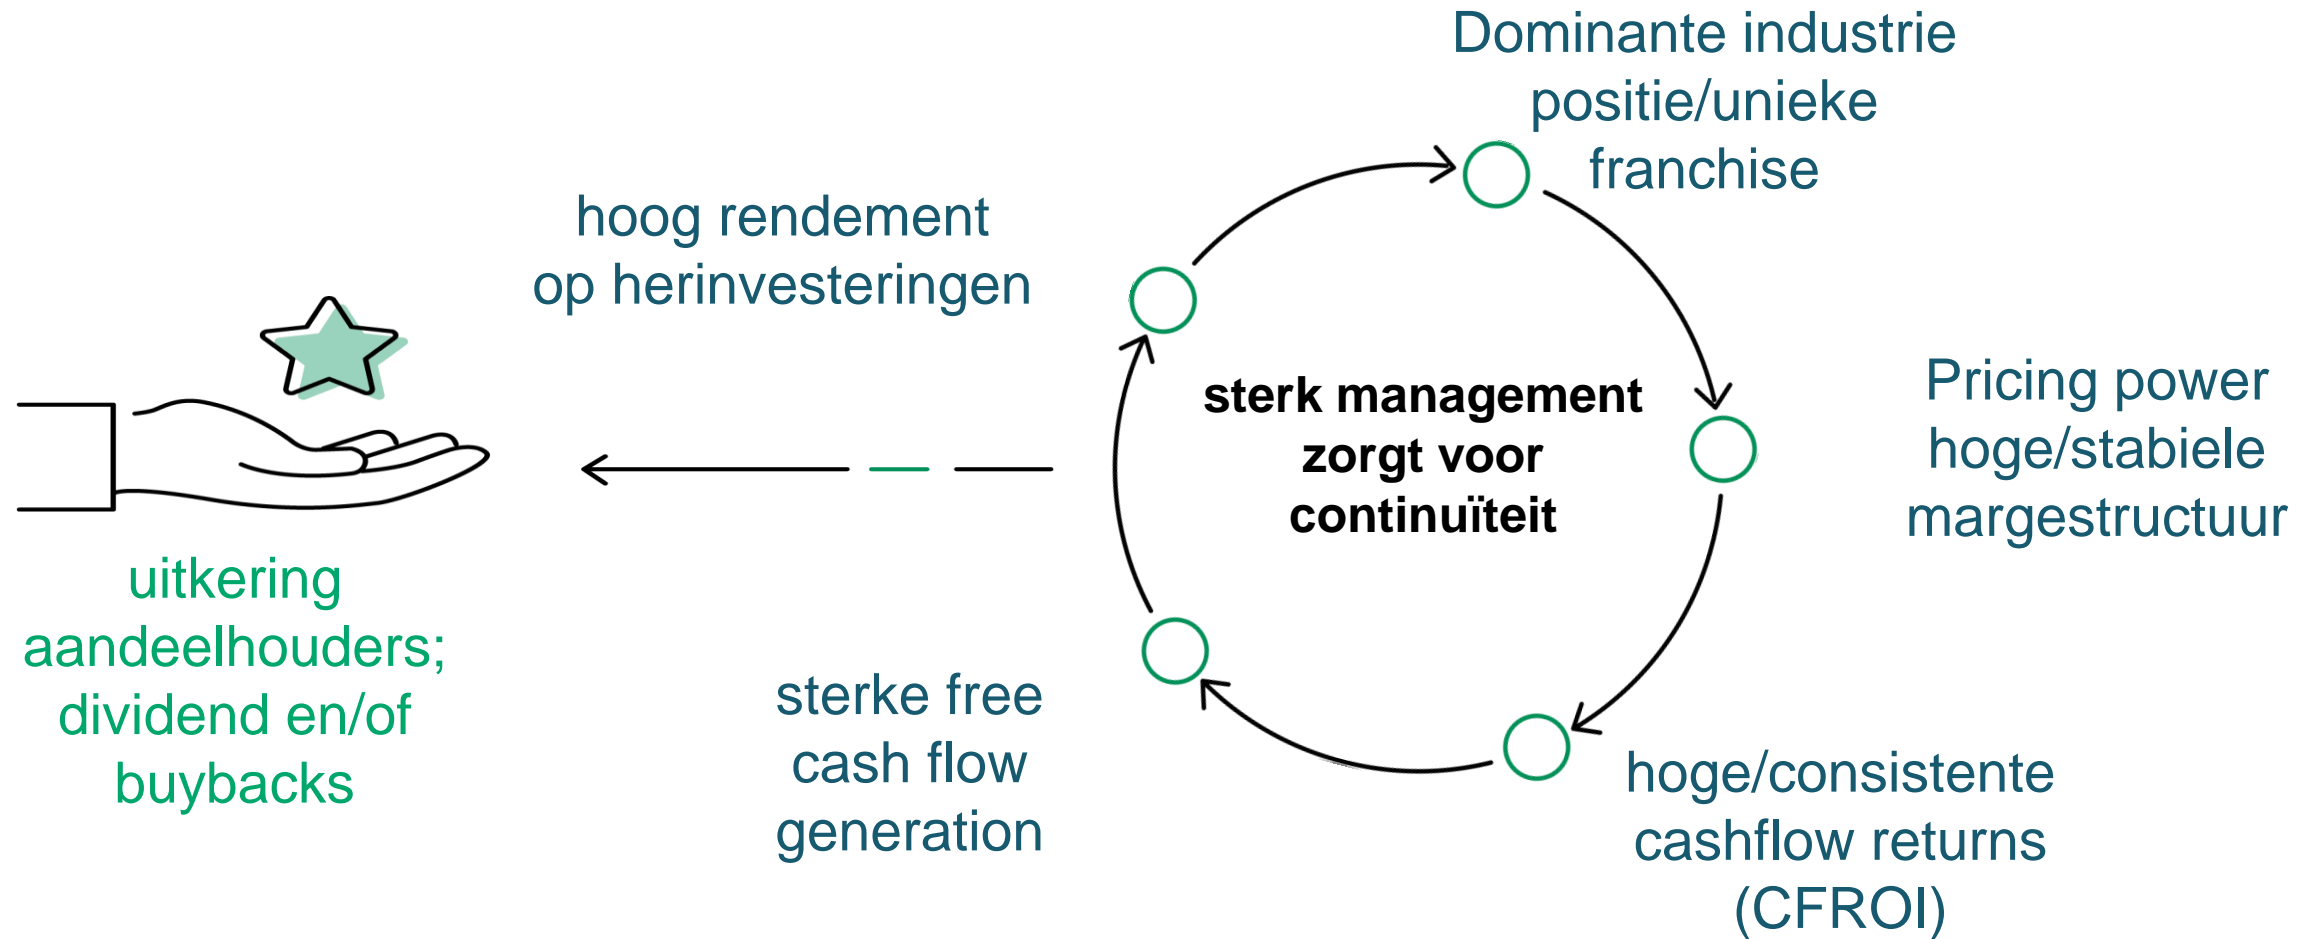 Dominante industrie
positie/unieke
franchise
hoog rendement
op herinvesteringen
sterk management
zorgt voor
continuïteit
Pricing power
hoge/stabiele
margestructuur
uitkering
aandeelhouders;
dividend en/of
buybacks
sterke free
cash flow
generation
hoge/consistente
cashflow returns
(CFROI)